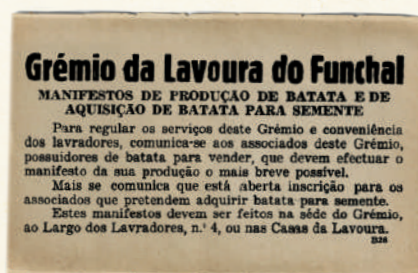 Grémio da Lavoura do Funchal
MANIFESTOS DE PRODUÇÃO DE BATATA E DE
AQUISIÇÃO DE BATATA PARA SEMENTE
Para regular os serviços deste Grémio e conveniência
dos lavradores, comunica-se aos associados deste Grémio,
possuidores de batata para vender, que devem efectuar o
manifesto da sua produção o mais breve possível.
Mais se comunica que está aberta inscrição para os
associados que pretendem adquirir batata para semente.
Estes manifestos devem ser feitos na séde do Grémio,
ao Largo dos Lavradores, n.º 4, ou nas Casas da Lavoura.